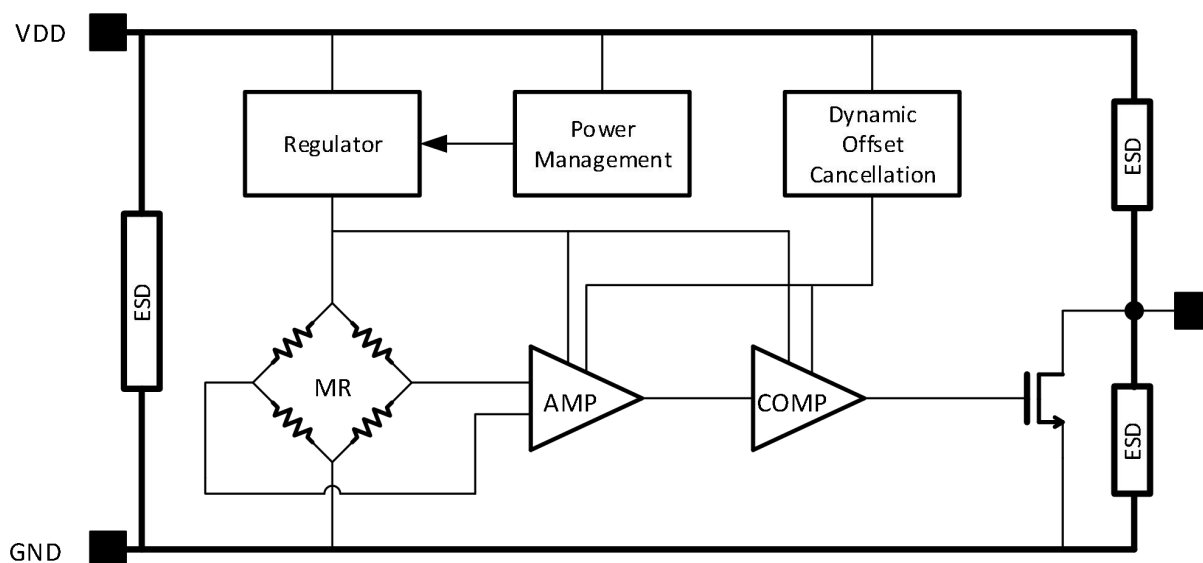 VDD
Regulator
Power
Management
Dynamic
Offset
Cancellation
ESD
ESD
MR
AMP
COMP
ESD
GND